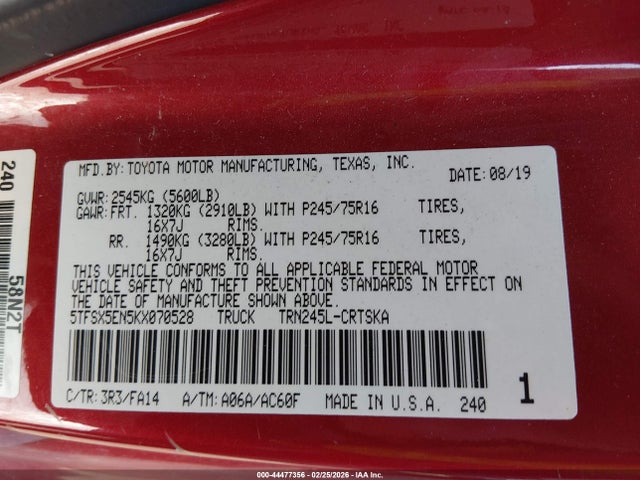 MFD.BY:TOYOTA MOTOR MANUFACTURING, TEXAS, INC.
DATE:08/19
GVWR:2545KG (5600LB)
GAWR:FRT. 1320KG (2910LB) WITH P245/75R16 TIRES,
16X7J RIMS.
RR. 1490KG (3280LB) WITH P245/75R16 TIRES,
16X7J RIMS.
THIS VEHICLE CONFORMS TO ALL APPLICABLE FEDERAL MOTOR
VEHICLE SAFETY AND THEFT PREVENTION STANDARDS IN EFFECT ON
THE DATE OF MANUFACTURE SHOWN ABOVE.
5TFSX5EN5KX070528 TRUCK TRN245L-CRTSKA
C/TR:3R3/FA14 A/TM:A06A/AC60F MADE IN U.S.A. 240
1
240
58N2T
000-44477356 - 02/25/2026 - IAAI.com